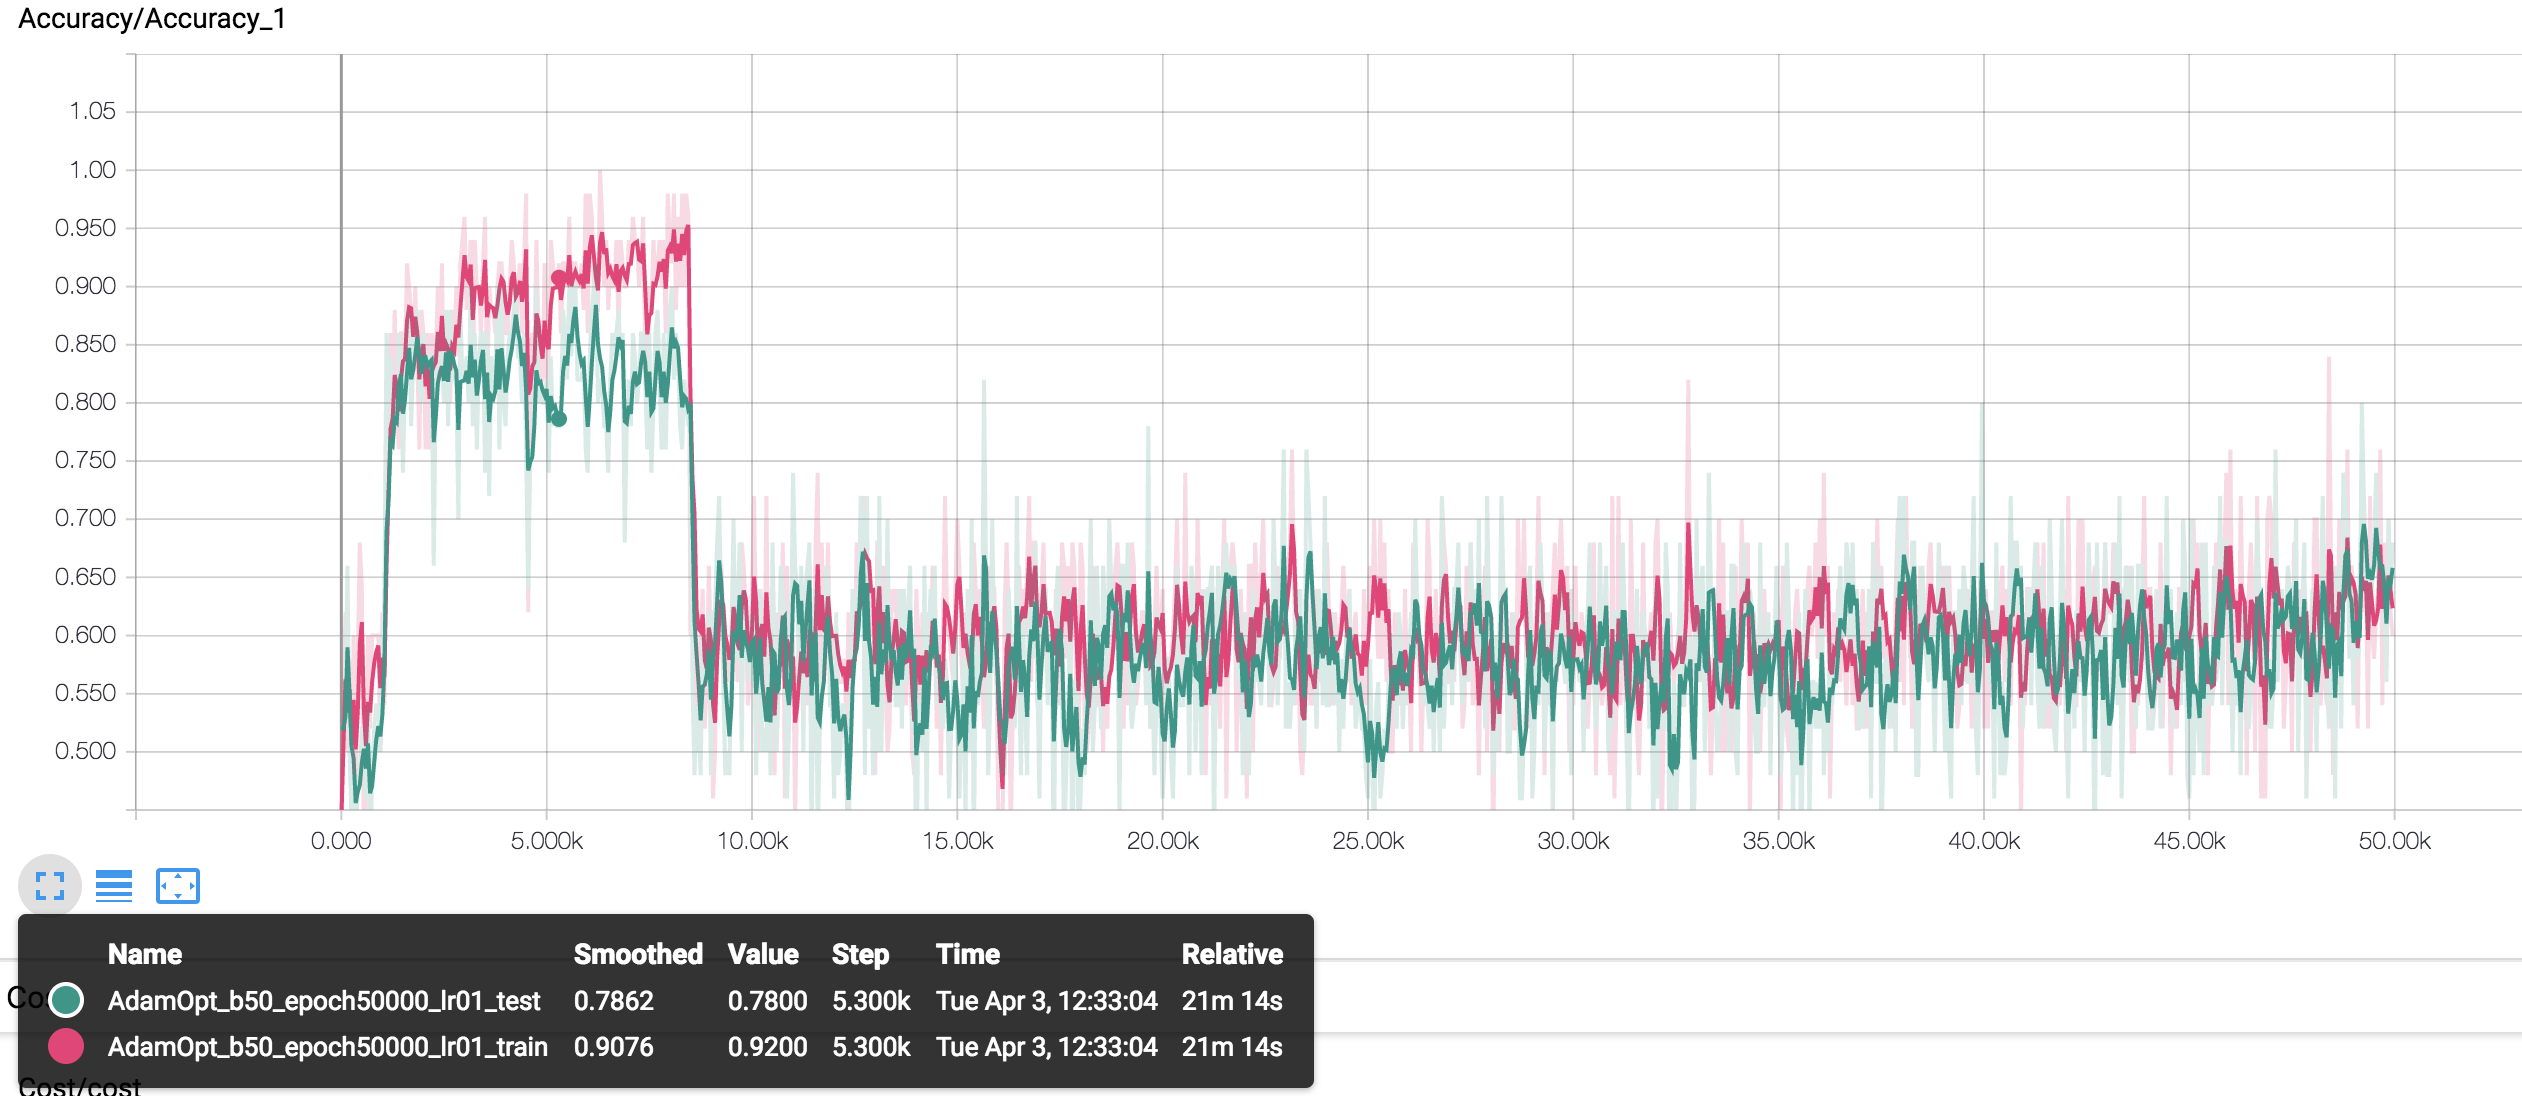 Accuracy/Accuracy_1
1.05
1.00
0.950
0.900
0.850
0.800
0.750
0.700
0.650
0.600
0.550
0.500
0.000 5.000k 10.00k 15.00k 20.00k 25.00k 30.00k 35.00k 40.00k 45.00k 50.00k
Name Smoothed Value Step Time Relative
AdamOpt_b50_epoch50000_lr01_test 0.7862 0.7800 5.300k Tue Apr 3, 12:33:04 21m 14s
AdamOpt_b50_epoch50000_lr01_train 0.9076 0.9200 5.300k Tue Apr 3, 12:33:04 21m 14s
Cost/cost